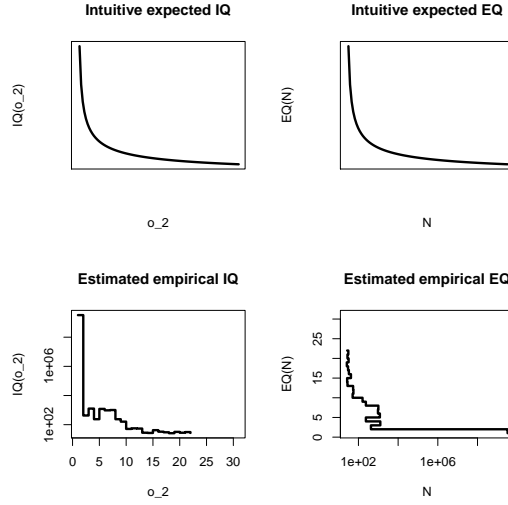 Intuitive expected IQ
IQ(o_2)
o_2
Intuitive expected EQ
EQ(N)
N
Estimated empirical IQ
IQ(o_2)
1e+02 1e+06
0 5 10 15 20 25 30
o_2
Estimated empirical EQ
EQ(N)
0 5 15 25
1e+02 1e+06
N